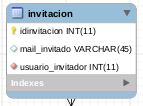 invitacion
idinvitacion INT(11)
mail_invitado VARCHAR(45)
usuario_invitador INT(11)
Indexes